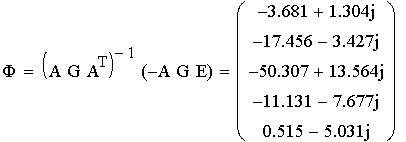 −3.681 + 1.304j
−17.456 − 3.427j
Φ = (A G Aᵀ)⁻¹ (−A G E) = −50.307 + 13.564j
−11.131 − 7.677j
0.515 − 5.031j